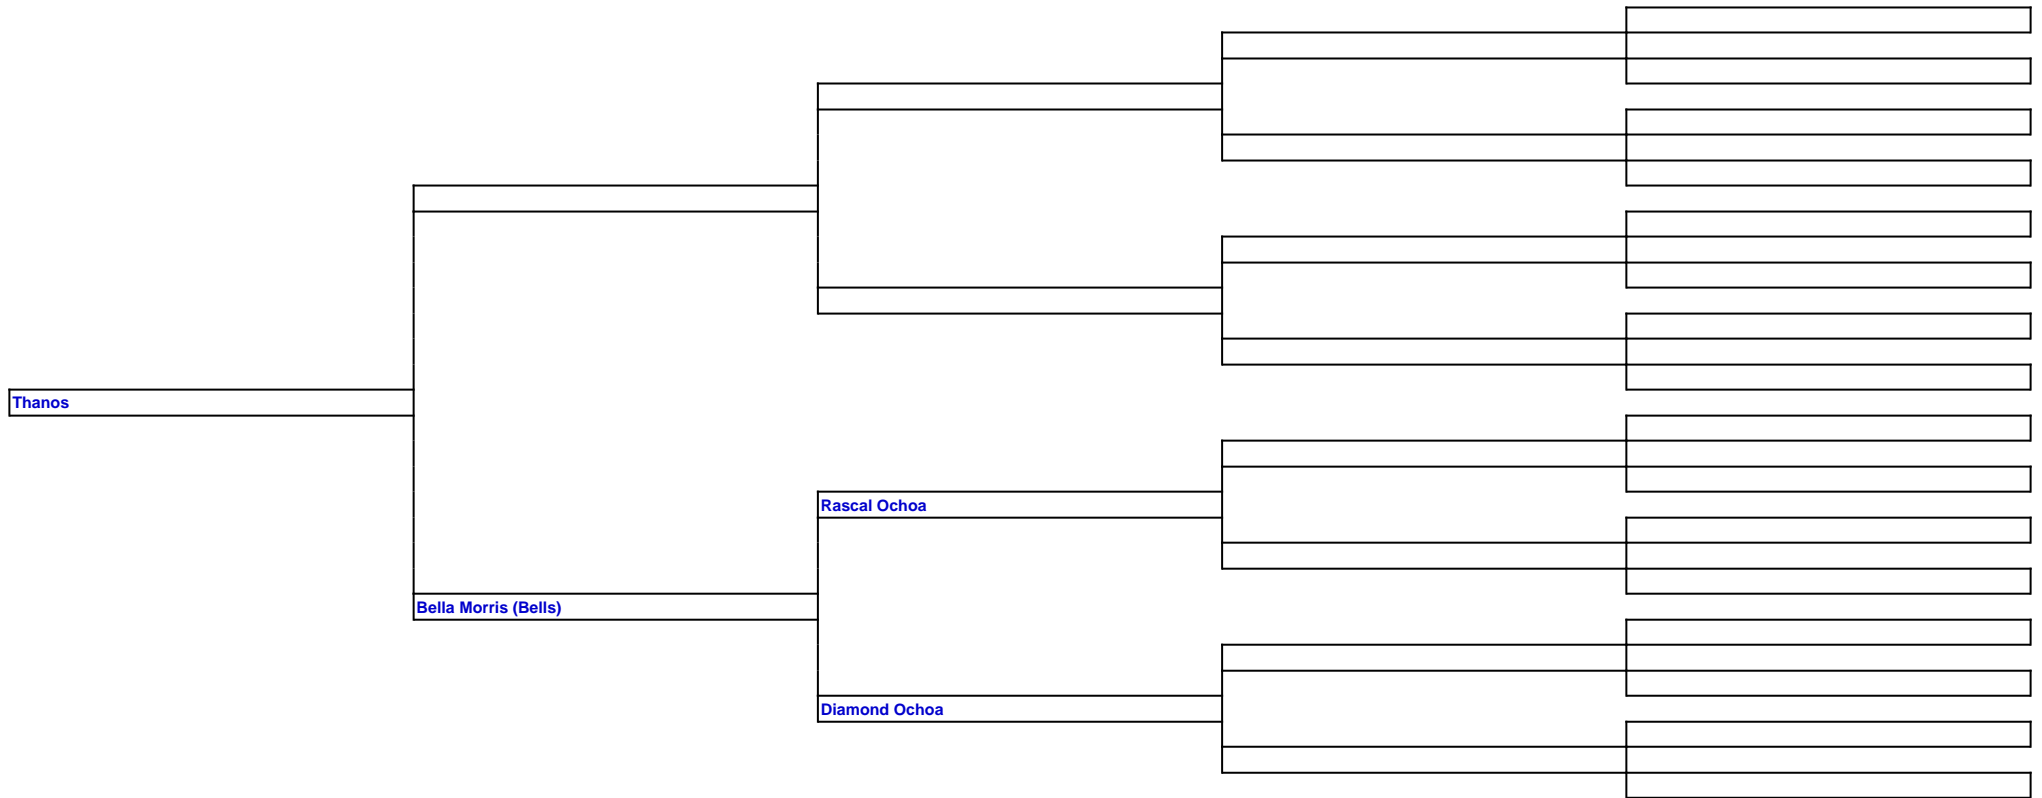 Thanos
Rascal Ochoa
Bella Morris (Bells)
Diamond Ochoa